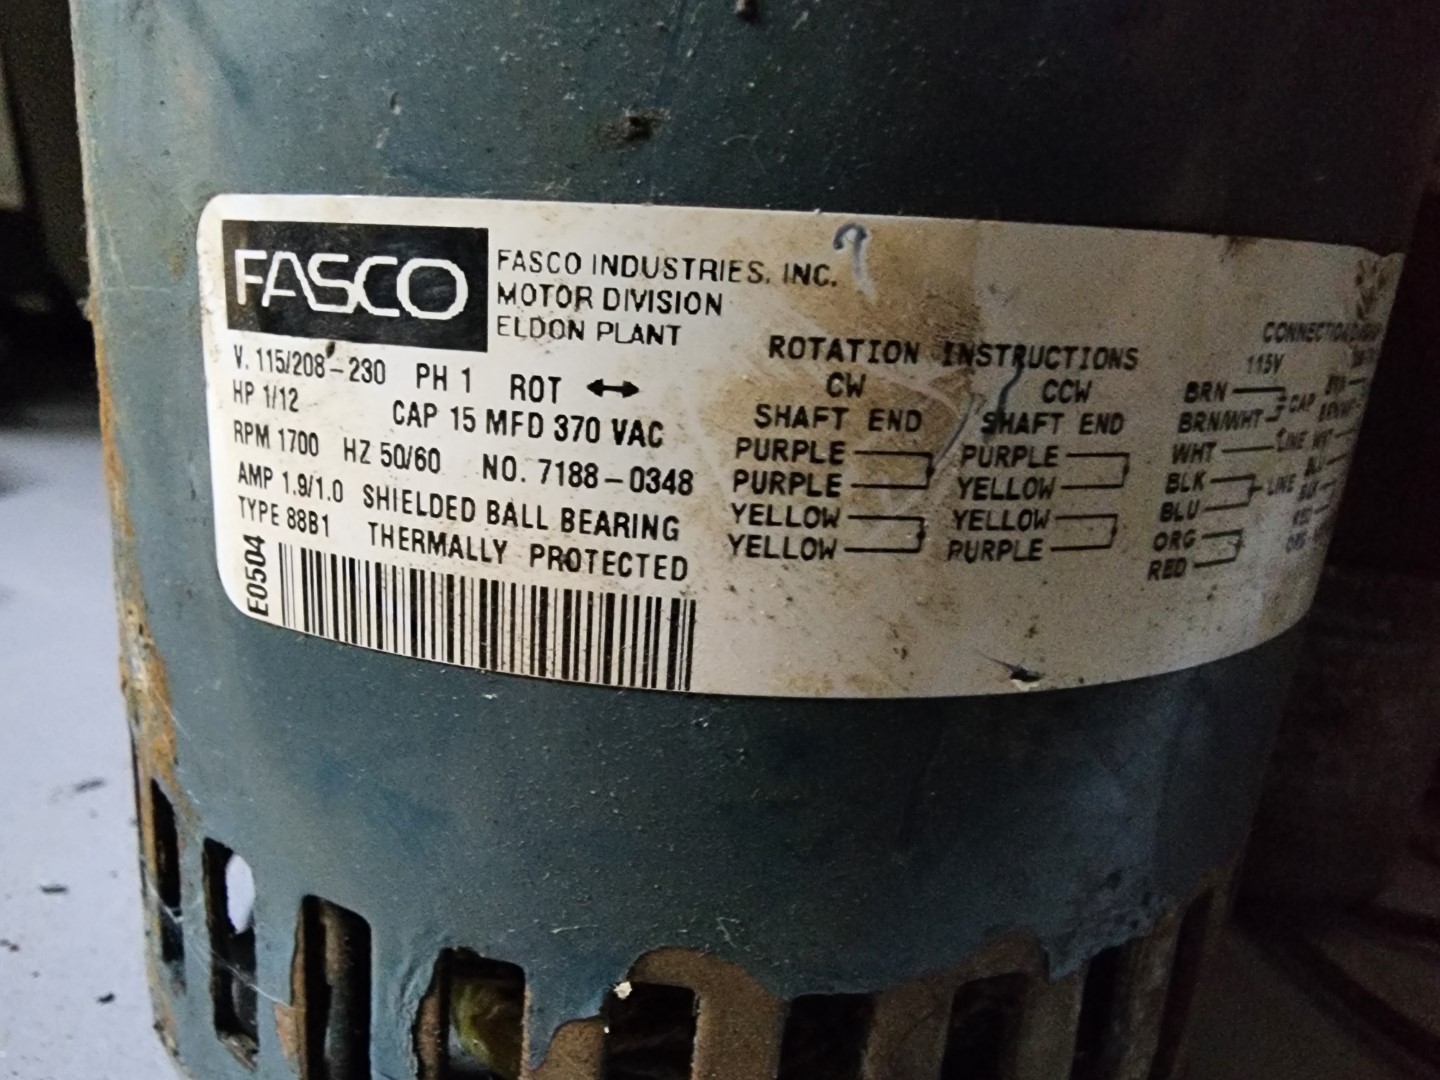 FASCO
FASCO INDUSTRIES, INC.
MOTOR DIVISION
ELDON PLANT
V. 115/208-230 PH 1 ROT ↔
HP 1/12 CAP 15 MFD 370 VAC
RPM 1700 HZ 50/60 NO. 7188-0348
AMP 1.9/1.0 SHIELDED BALL BEARING
TYPE 88B1 THERMALLY PROTECTED
E0504
ROTATION INSTRUCTIONS
CW CCW
SHAFT END SHAFT END
PURPLE PURPLE
PURPLE YELLOW
YELLOW YELLOW
YELLOW PURPLE
115V
BRN
BRN/WHT CAP
WHT LINE
BLK
BLU LINE
ORG
RED